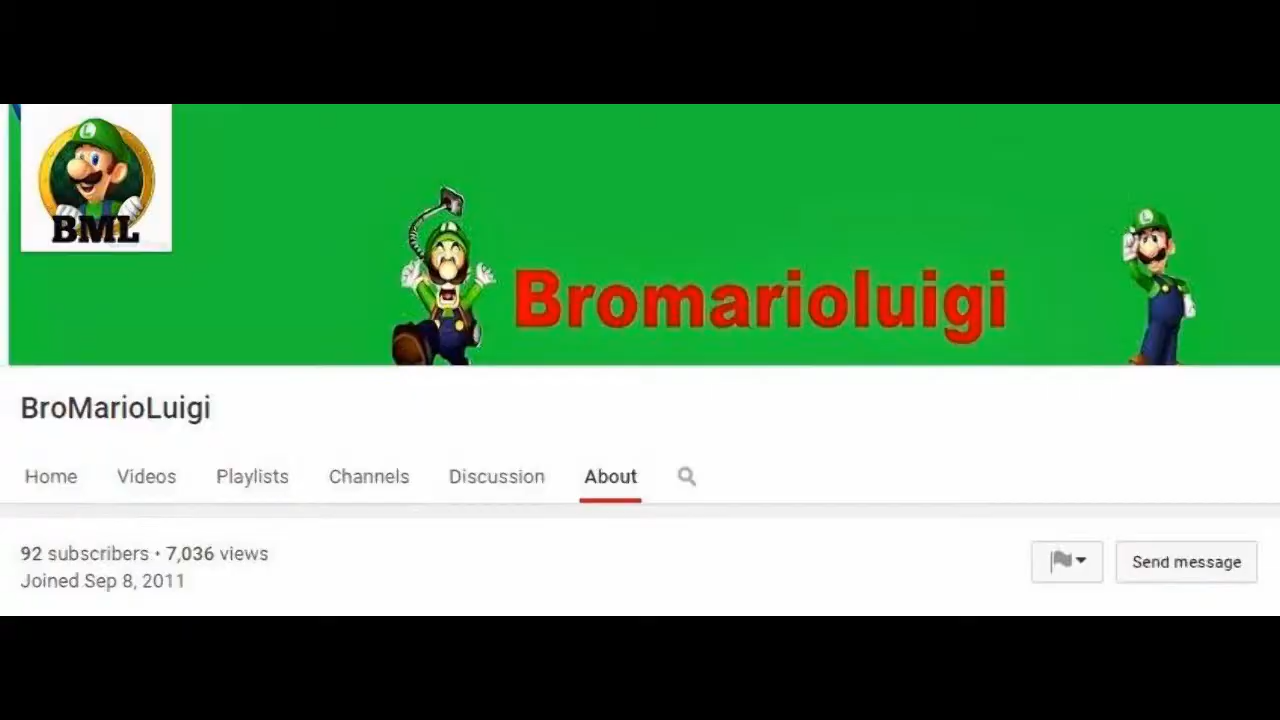 BML
Bromarioluigi
BroMarioLuigi
Home Videos Playlists Channels Discussion About
92 subscribers • 7,036 views
Joined Sep 8, 2011
Send message